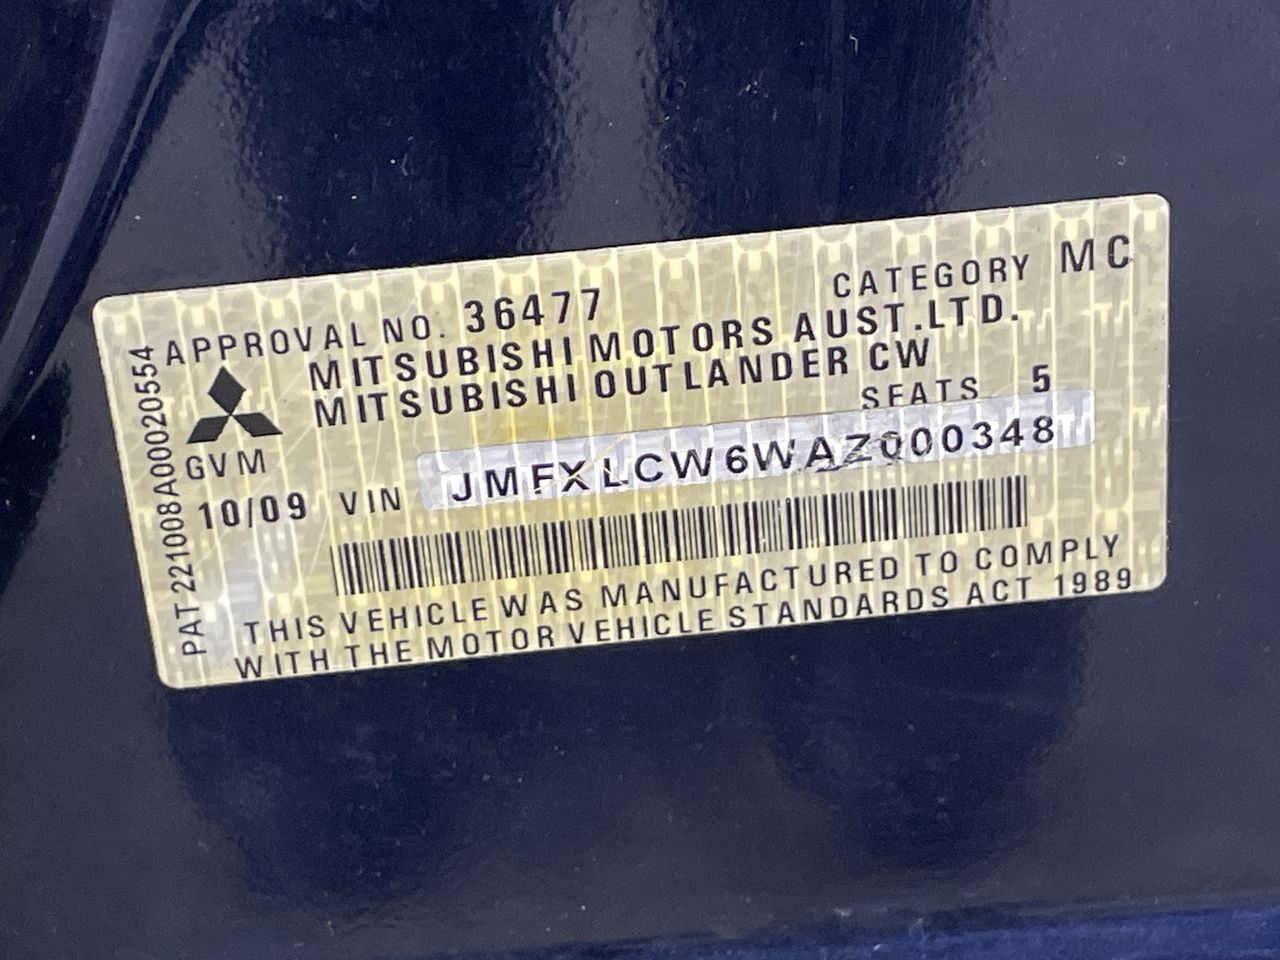 APPROVAL NO. 36477 CATEGORY MC
MITSUBISHI MOTORS AUST.LTD.
MITSUBISHI OUTLANDER CW
SEATS 5
GVM
10/09 VIN JMFXLCW6WAZ000348
THIS VEHICLE WAS MANUFACTURED TO COMPLY
WITH THE MOTOR VEHICLE STANDARDS ACT 1989
PAT 221008A00020554